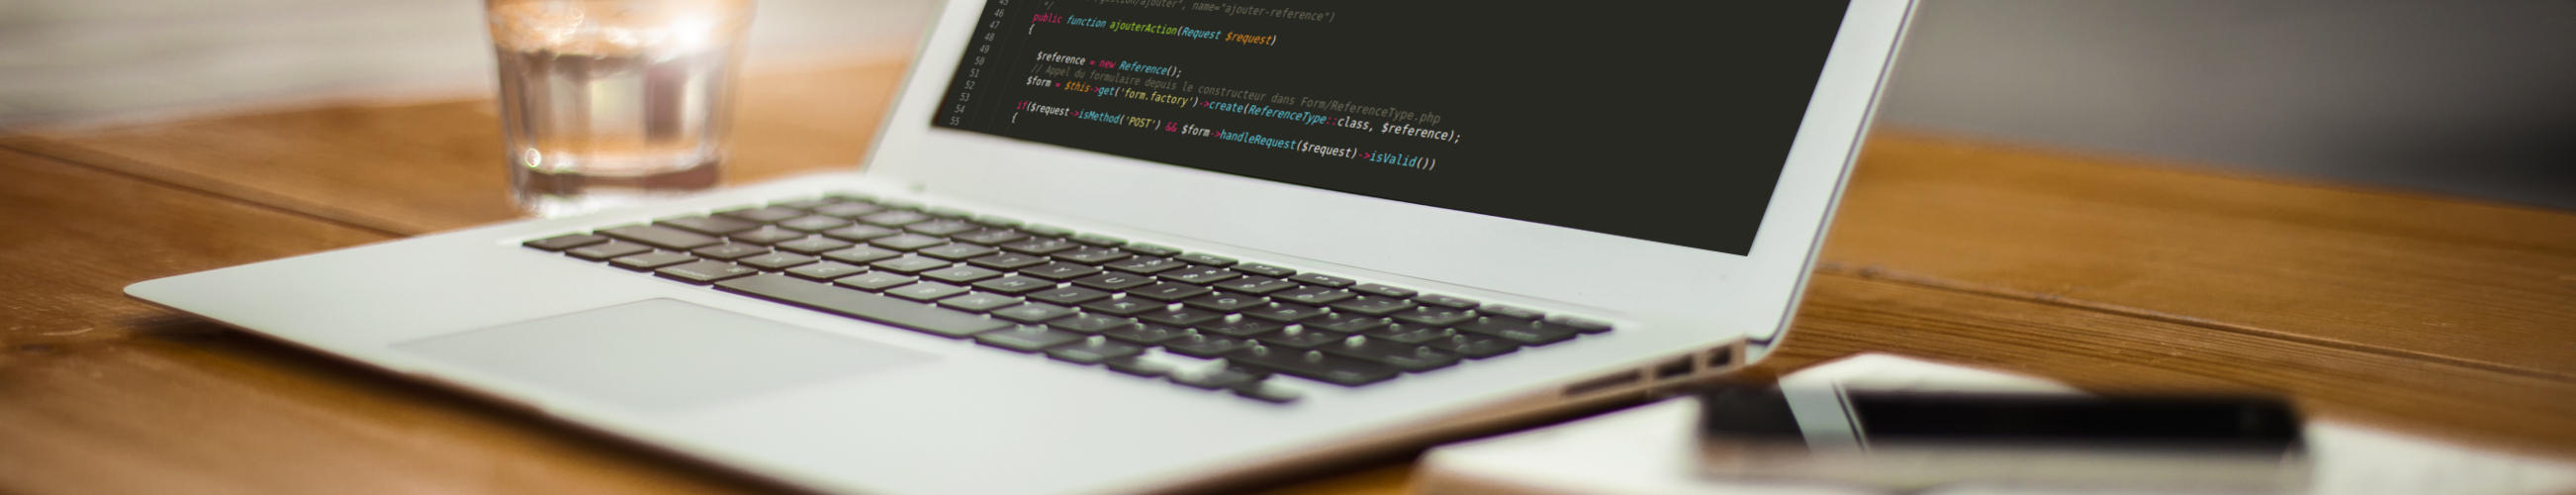 45 gestion/ajouter", name="ajouter-reference")
46 */
47 public function ajouterAction(Request $request)
48 {
49
50 $reference = new Reference();
51 // Appel du formulaire depuis le constructeur dans Form/ReferenceType.php
52 $form = $this->get('form.factory')->create(ReferenceType::class, $reference);
53
54 if($request->isMethod('POST') && $form->handleRequest($request)->isValid())
55 {